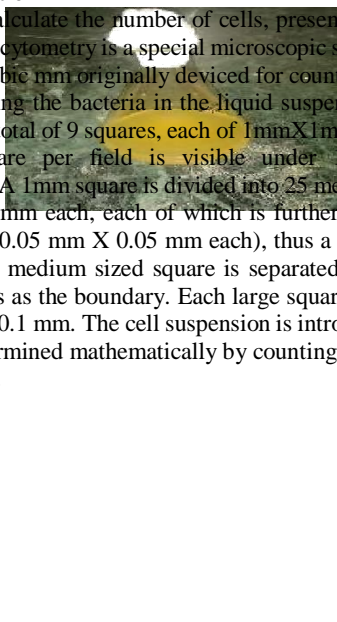 alculate the number of cells, presen
cytometry is a special microscopic s
bic mm originally deviced for coun
ing the bacteria in the liquid suspe
otal of 9 squares, each of 1mmX1m
are per field is visible under
A 1mm square is divided into 25 me
mm each, each of which is further
0.05 mm X 0.05 mm each), thus a
medium sized square is separated
s as the boundary. Each large squar
0.1 mm. The cell suspension is intro
rmined mathematically by counting